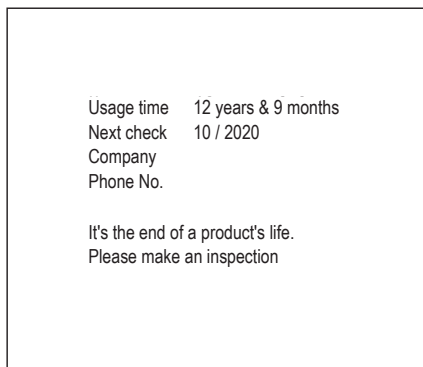 Usage time 12 years & 9 months
Next check 10 / 2020
Company
Phone No.
It's the end of a product's life.
Please make an inspection